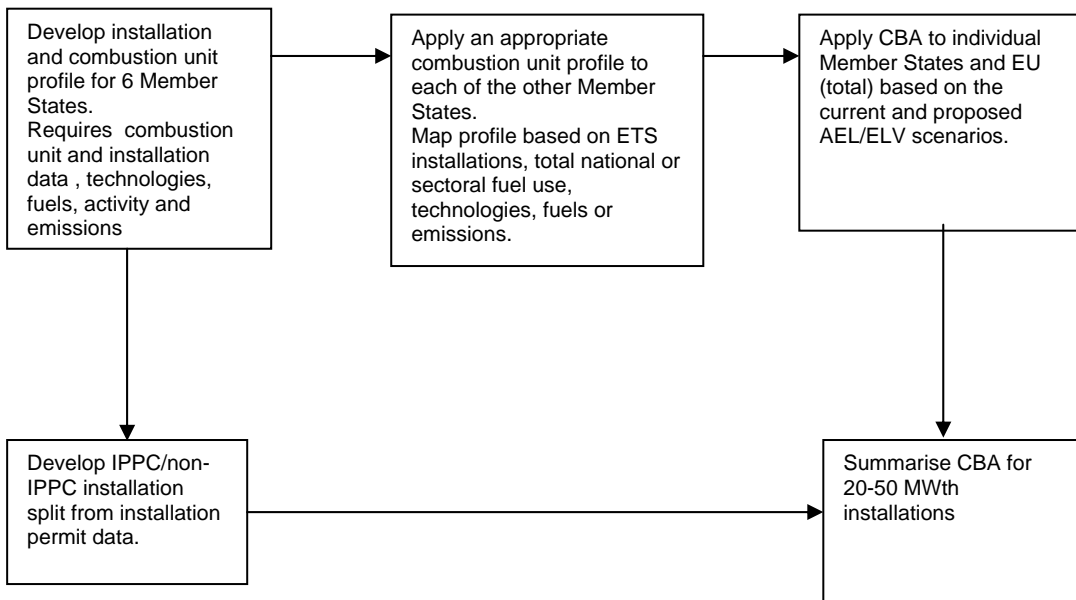 Develop installation
and combustion unit
profile for 6 Member
States.
Requires combustion
unit and installation
data , technologies,
fuels, activity and
emissions
Apply an appropriate
combustion unit profile to
each of the other Member
States.
Map profile based on ETS
installations, total national or
sectoral fuel use,
technologies, fuels or
emissions.
Apply CBA to individual
Member States and EU
(total) based on the
current and proposed
AEL/ELV scenarios.
Develop IPPC/non-
IPPC installation
split from installation
permit data.
Summarise CBA for
20-50 MWth
installations